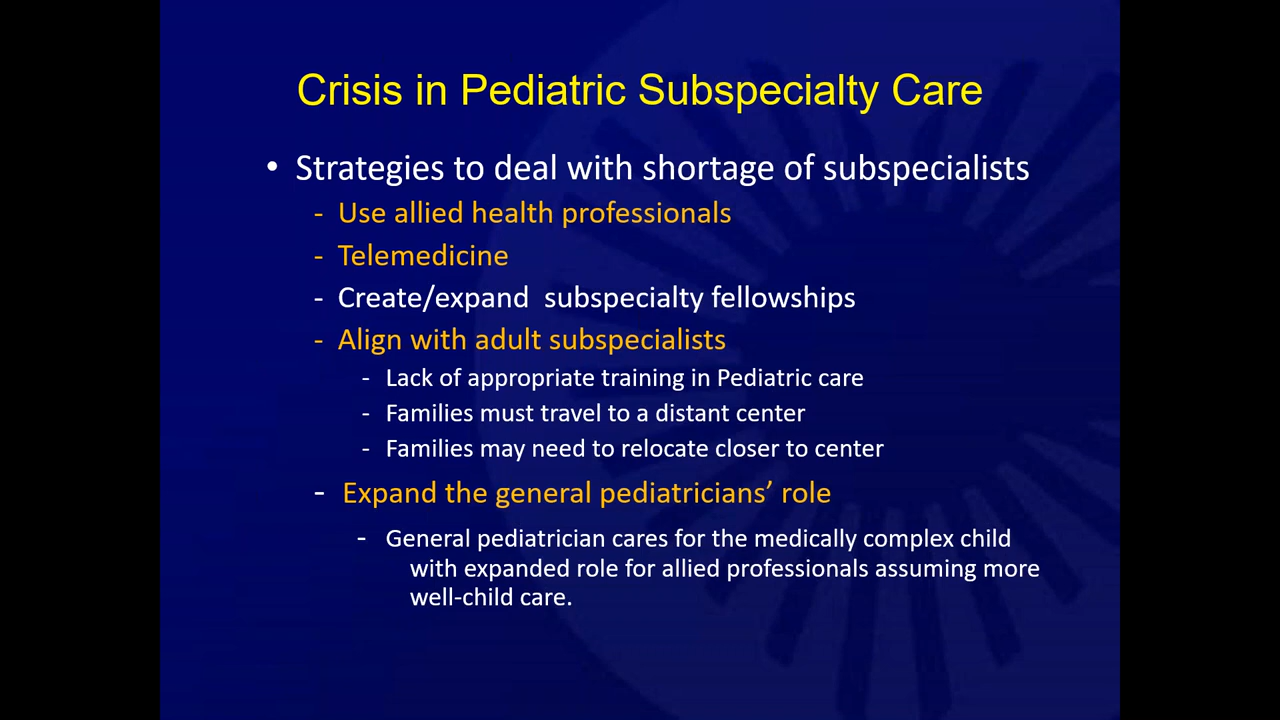 Crisis in Pediatric Subspecialty Care
• Strategies to deal with shortage of subspecialists
- Use allied health professionals
- Telemedicine
- Create/expand subspecialty fellowships
- Align with adult subspecialists
- Lack of appropriate training in Pediatric care
- Families must travel to a distant center
- Families may need to relocate closer to center
- Expand the general pediatricians’ role
- General pediatrician cares for the medically complex child
with expanded role for allied professionals assuming more
well-child care.